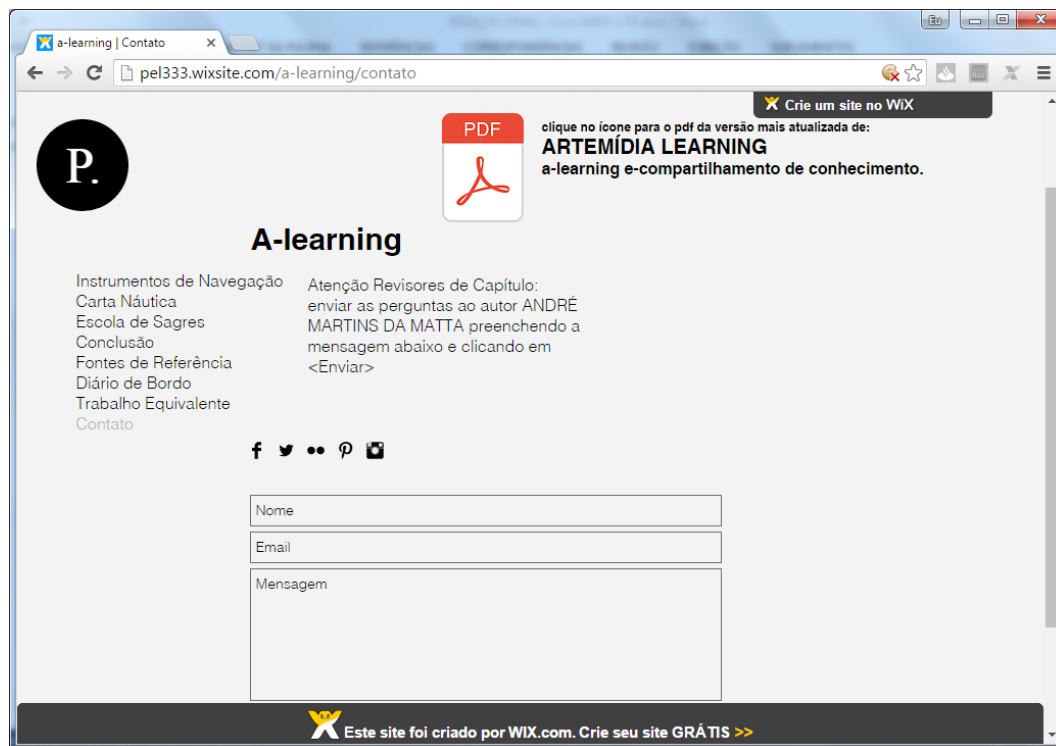 Eu
a-learning | Contato
pel333.wixsite.com/a-learning/contato
Crie um site no WiX
P.
PDF
clique no ícone para o pdf da versão mais atualizada de:
ARTEMÍDIA LEARNING
a-learning e-compartilhamento de conhecimento.
A-learning
Instrumentos de Navegação
Carta Náutica
Escola de Sagres
Conclusão
Fontes de Referência
Diário de Bordo
Trabalho Equivalente
Contato
Atenção Revisores de Capítulo:
enviar as perguntas ao autor ANDRÉ
MARTINS DA MATTA preenchendo a
mensagem abaixo e clicando em
<Enviar>
Nome
Email
Mensagem
Este site foi criado por WIX.com. Crie seu site GRÁTIS >>